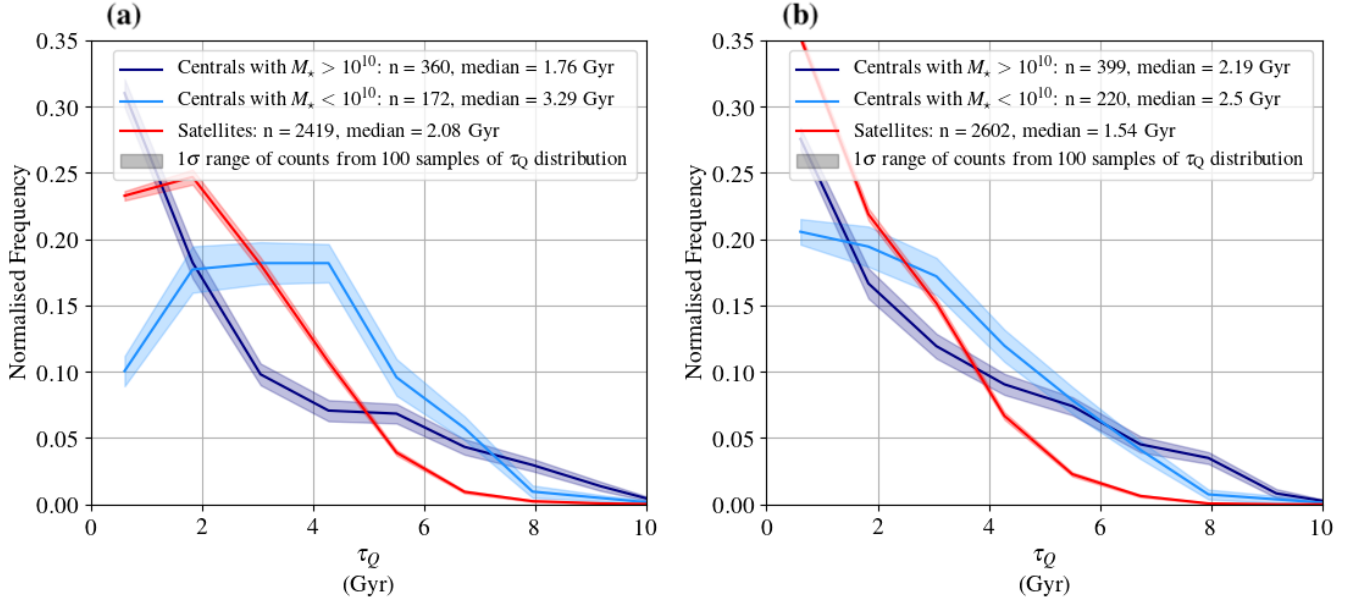 (a)
0.35
0.30
0.25
0.20
0.15
0.10
0.05
0.00
Normalised Frequency
Centrals with M⋆ > 10¹⁰: n = 360, median = 1.76 Gyr
Centrals with M⋆ < 10¹⁰: n = 172, median = 3.29 Gyr
Satellites: n = 2419, median = 2.08 Gyr
1σ range of counts from 100 samples of τQ distribution
0 2 4 6 8 10
τQ
(Gyr)
(b)
0.35
0.30
0.25
0.20
0.15
0.10
0.05
0.00
Normalised Frequency
Centrals with M⋆ > 10¹⁰: n = 399, median = 2.19 Gyr
Centrals with M⋆ < 10¹⁰: n = 220, median = 2.5 Gyr
Satellites: n = 2602, median = 1.54 Gyr
1σ range of counts from 100 samples of τQ distribution
0 2 4 6 8 10
τQ
(Gyr)